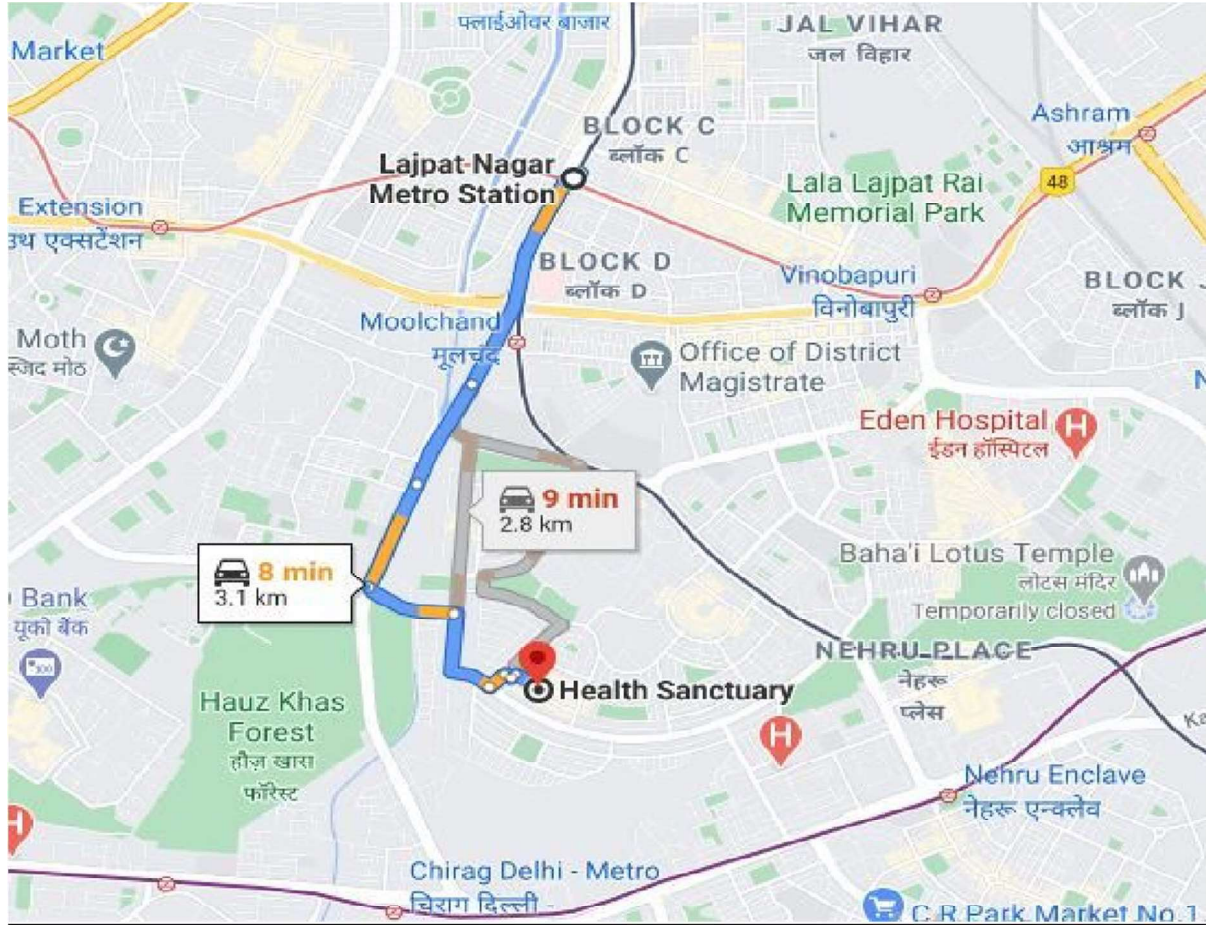 फ्लाईओवर बाजार
JAL VIHAR
जल विहार
Market
Ashram
आश्रम
BLOCK C
ब्लॉक C
Lajpat Nagar
Metro Station
48
Lala Lajpat Rai
Memorial Park
Extension
उथ एक्सटेंशन
BLOCK D
ब्लॉक D
Vinobapuri
विनोबापुरी
BLOCK J
ब्लॉक J
Moolchand
मूलचंद
Moth
स्जिद मोठ
Office of District
Magistrate
N
Eden Hospital
ईडन हॉस्पिटल
H
9 min
2.8 km
8 min
3.1 km
Baha'i Lotus Temple
लोटस मंदिर
Temporarily closed
Bank
यूको बैंक
NEHRU PLACE
नेहरू
प्लेस
Health Sanctuary
Hauz Khas
Forest
हौज़ खास
फॉरेस्ट
H
Ka
Nehru Enclave
नेहरू एन्क्लेव
H
Chirag Delhi - Metro
चिराग दिल्ली -
C R Park Market No.1